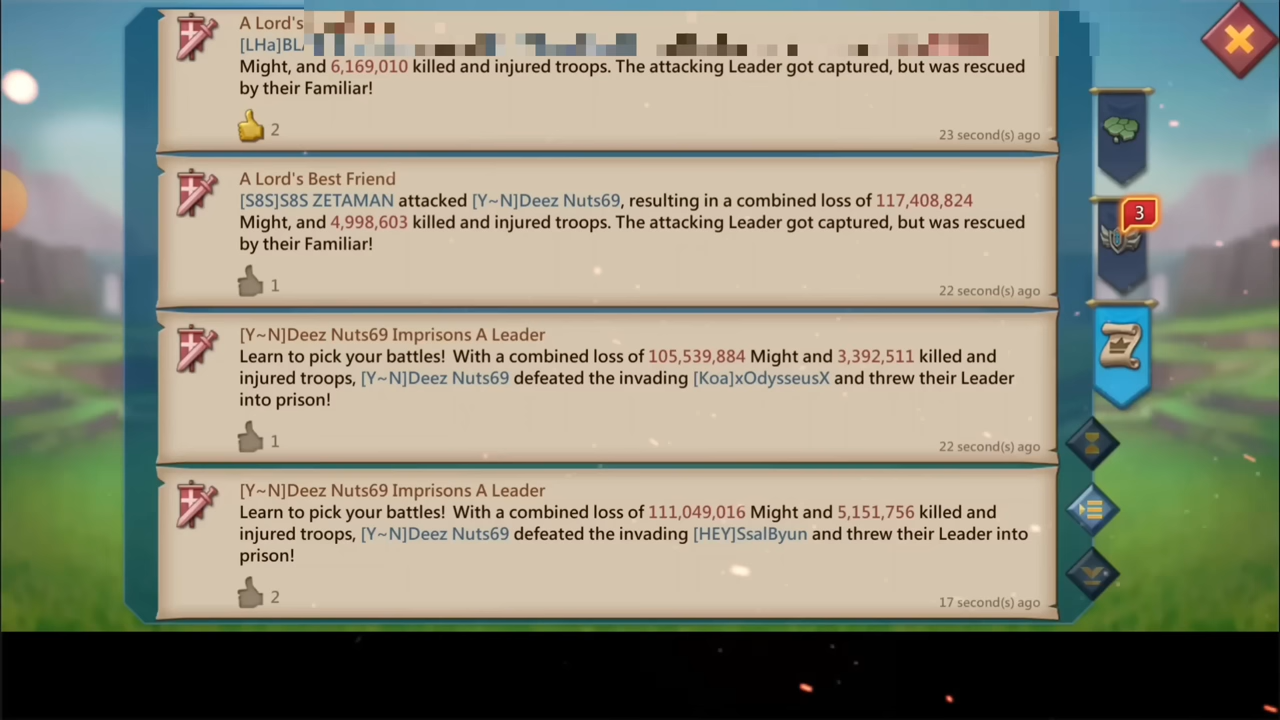 A Lord's
[LHa]BL
Might, and 6,169,010 killed and injured troops. The attacking Leader got captured, but was rescued
by their Familiar!
2
23 second(s) ago
A Lord's Best Friend
[S8S]S8S ZETAMAN attacked [Y~N]Deez Nuts69, resulting in a combined loss of 117,408,824
Might, and 4,998,603 killed and injured troops. The attacking Leader got captured, but was rescued
by their Familiar!
1
22 second(s) ago
[Y~N]Deez Nuts69 Imprisons A Leader
Learn to pick your battles! With a combined loss of 105,539,884 Might and 3,392,511 killed and
injured troops, [Y~N]Deez Nuts69 defeated the invading [Koa]xOdysseusX and threw their Leader
into prison!
1
22 second(s) ago
[Y~N]Deez Nuts69 Imprisons A Leader
Learn to pick your battles! With a combined loss of 111,049,016 Might and 5,151,756 killed and
injured troops, [Y~N]Deez Nuts69 defeated the invading [HEY]SsalByun and threw their Leader into
prison!
2
17 second(s) ago
3